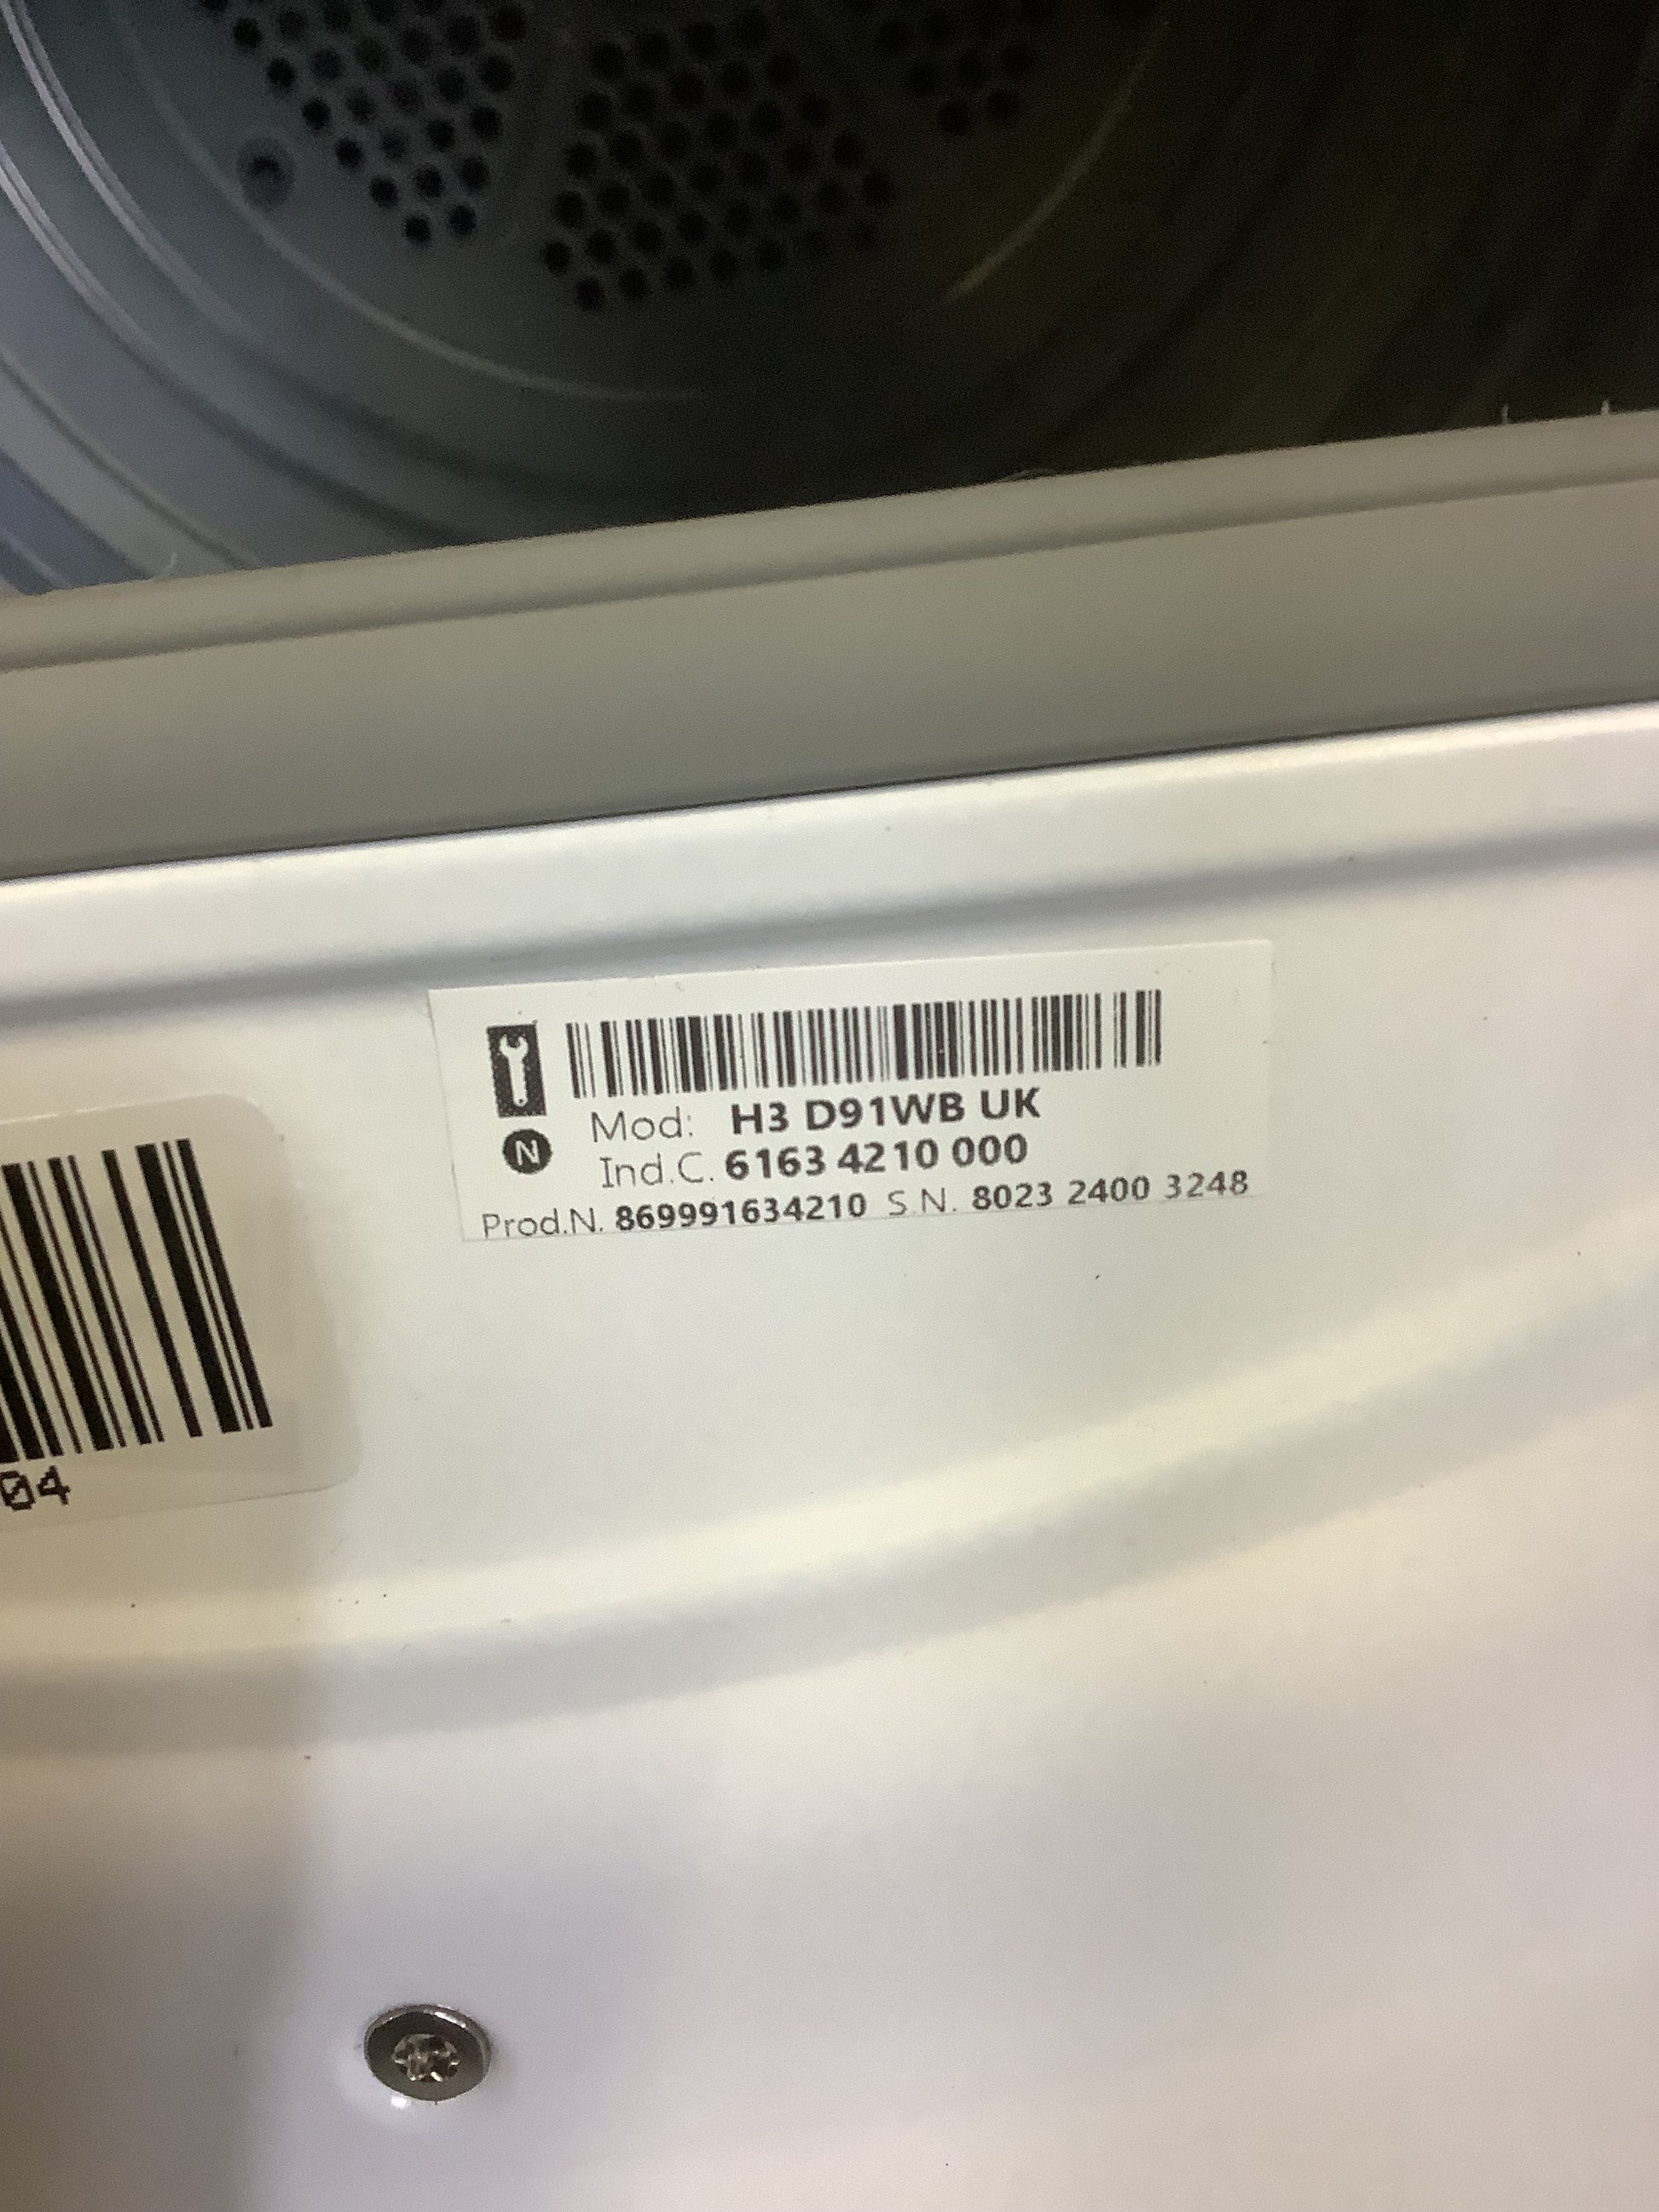 Mod: H3 D91WB UK
N Ind.C. 6163 4210 000
Prod.N. 869991634210 S.N. 8023 2400 3248
04